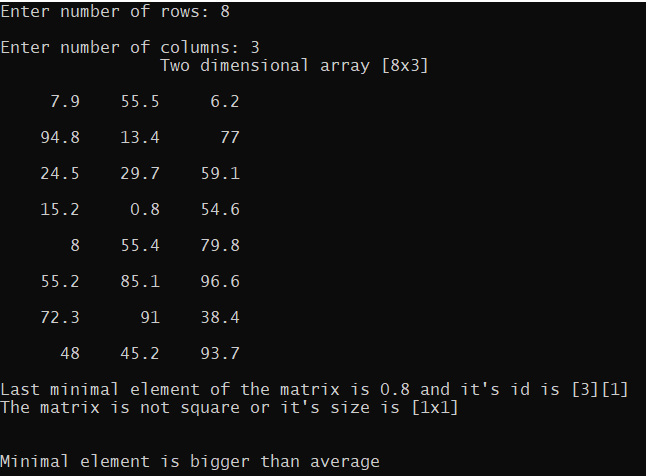 Enter number of rows: 8
Enter number of columns: 3
Two dimensional array [8x3]
7.9 55.5 6.2
94.8 13.4 77
24.5 29.7 59.1
15.2 0.8 54.6
8 55.4 79.8
55.2 85.1 96.6
72.3 91 38.4
48 45.2 93.7
Last minimal element of the matrix is 0.8 and it's id is [3][1]
The matrix is not square or it's size is [1x1]
Minimal element is bigger than average